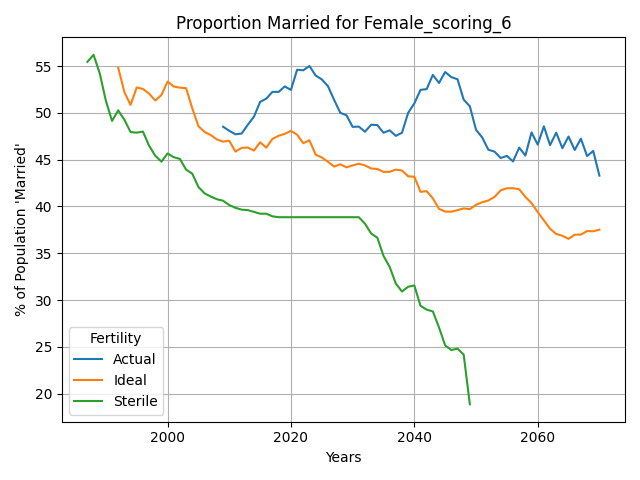 Proportion Married for Female_scoring_6
% of Population 'Married'
55
50
45
40
35
30
25
20
Fertility
Actual
Ideal
Sterile
2000
2020
2040
2060
Years